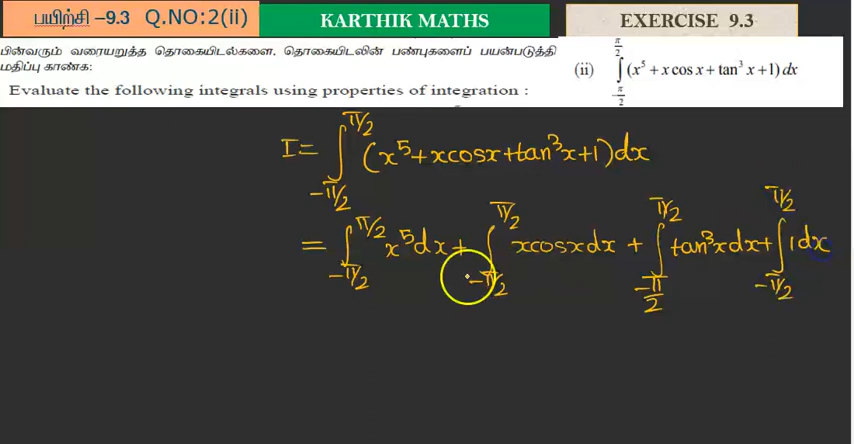 பயிற்சி –9.3 Q.NO:2(ii) KARTHIK MATHS EXERCISE 9.3
பின்வரும் வரையறுத்த தொகையிடல்களை, தொகையிடலின் பண்புகளைப் பயன்படுத்தி
மதிப்பு காண்க:
Evaluate the following integrals using properties of integration :
(ii) ∫_{-π/2}^{π/2} (x⁵ + x cos x + tan³ x + 1) dx
I = ∫_{-π/2}^{π/2} (x⁵ + xcosx + tan³x + 1) dx
= ∫_{-π/2}^{π/2} x⁵ dx + ∫_{-π/2}^{π/2} xcosx dx + ∫_{-π/2}^{π/2} tan³x dx + ∫_{-π/2}^{π/2} 1 dx